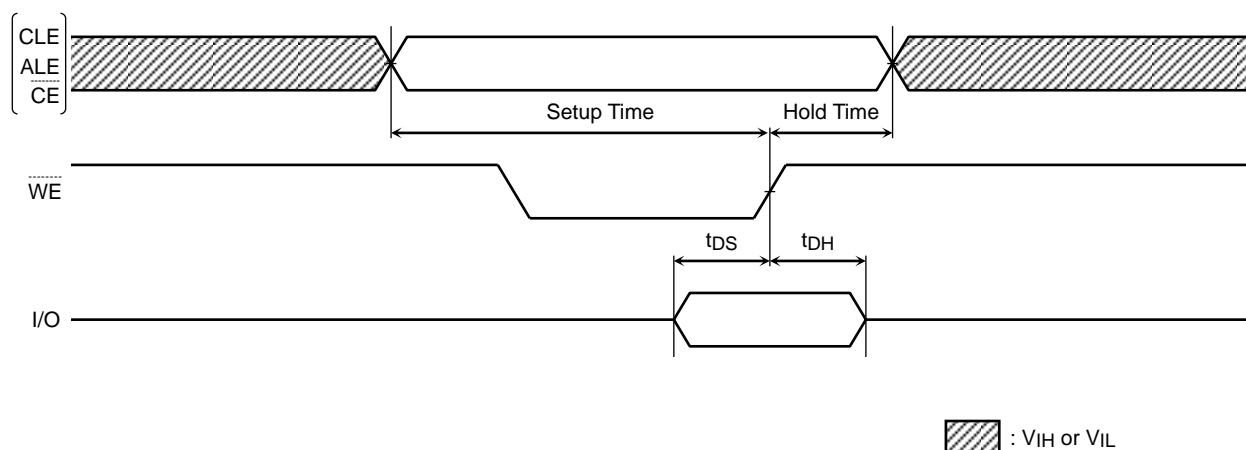 CLE
ALE
CE
Setup Time
Hold Time
WE
tDS
tDH
I/O
: VIH or VIL